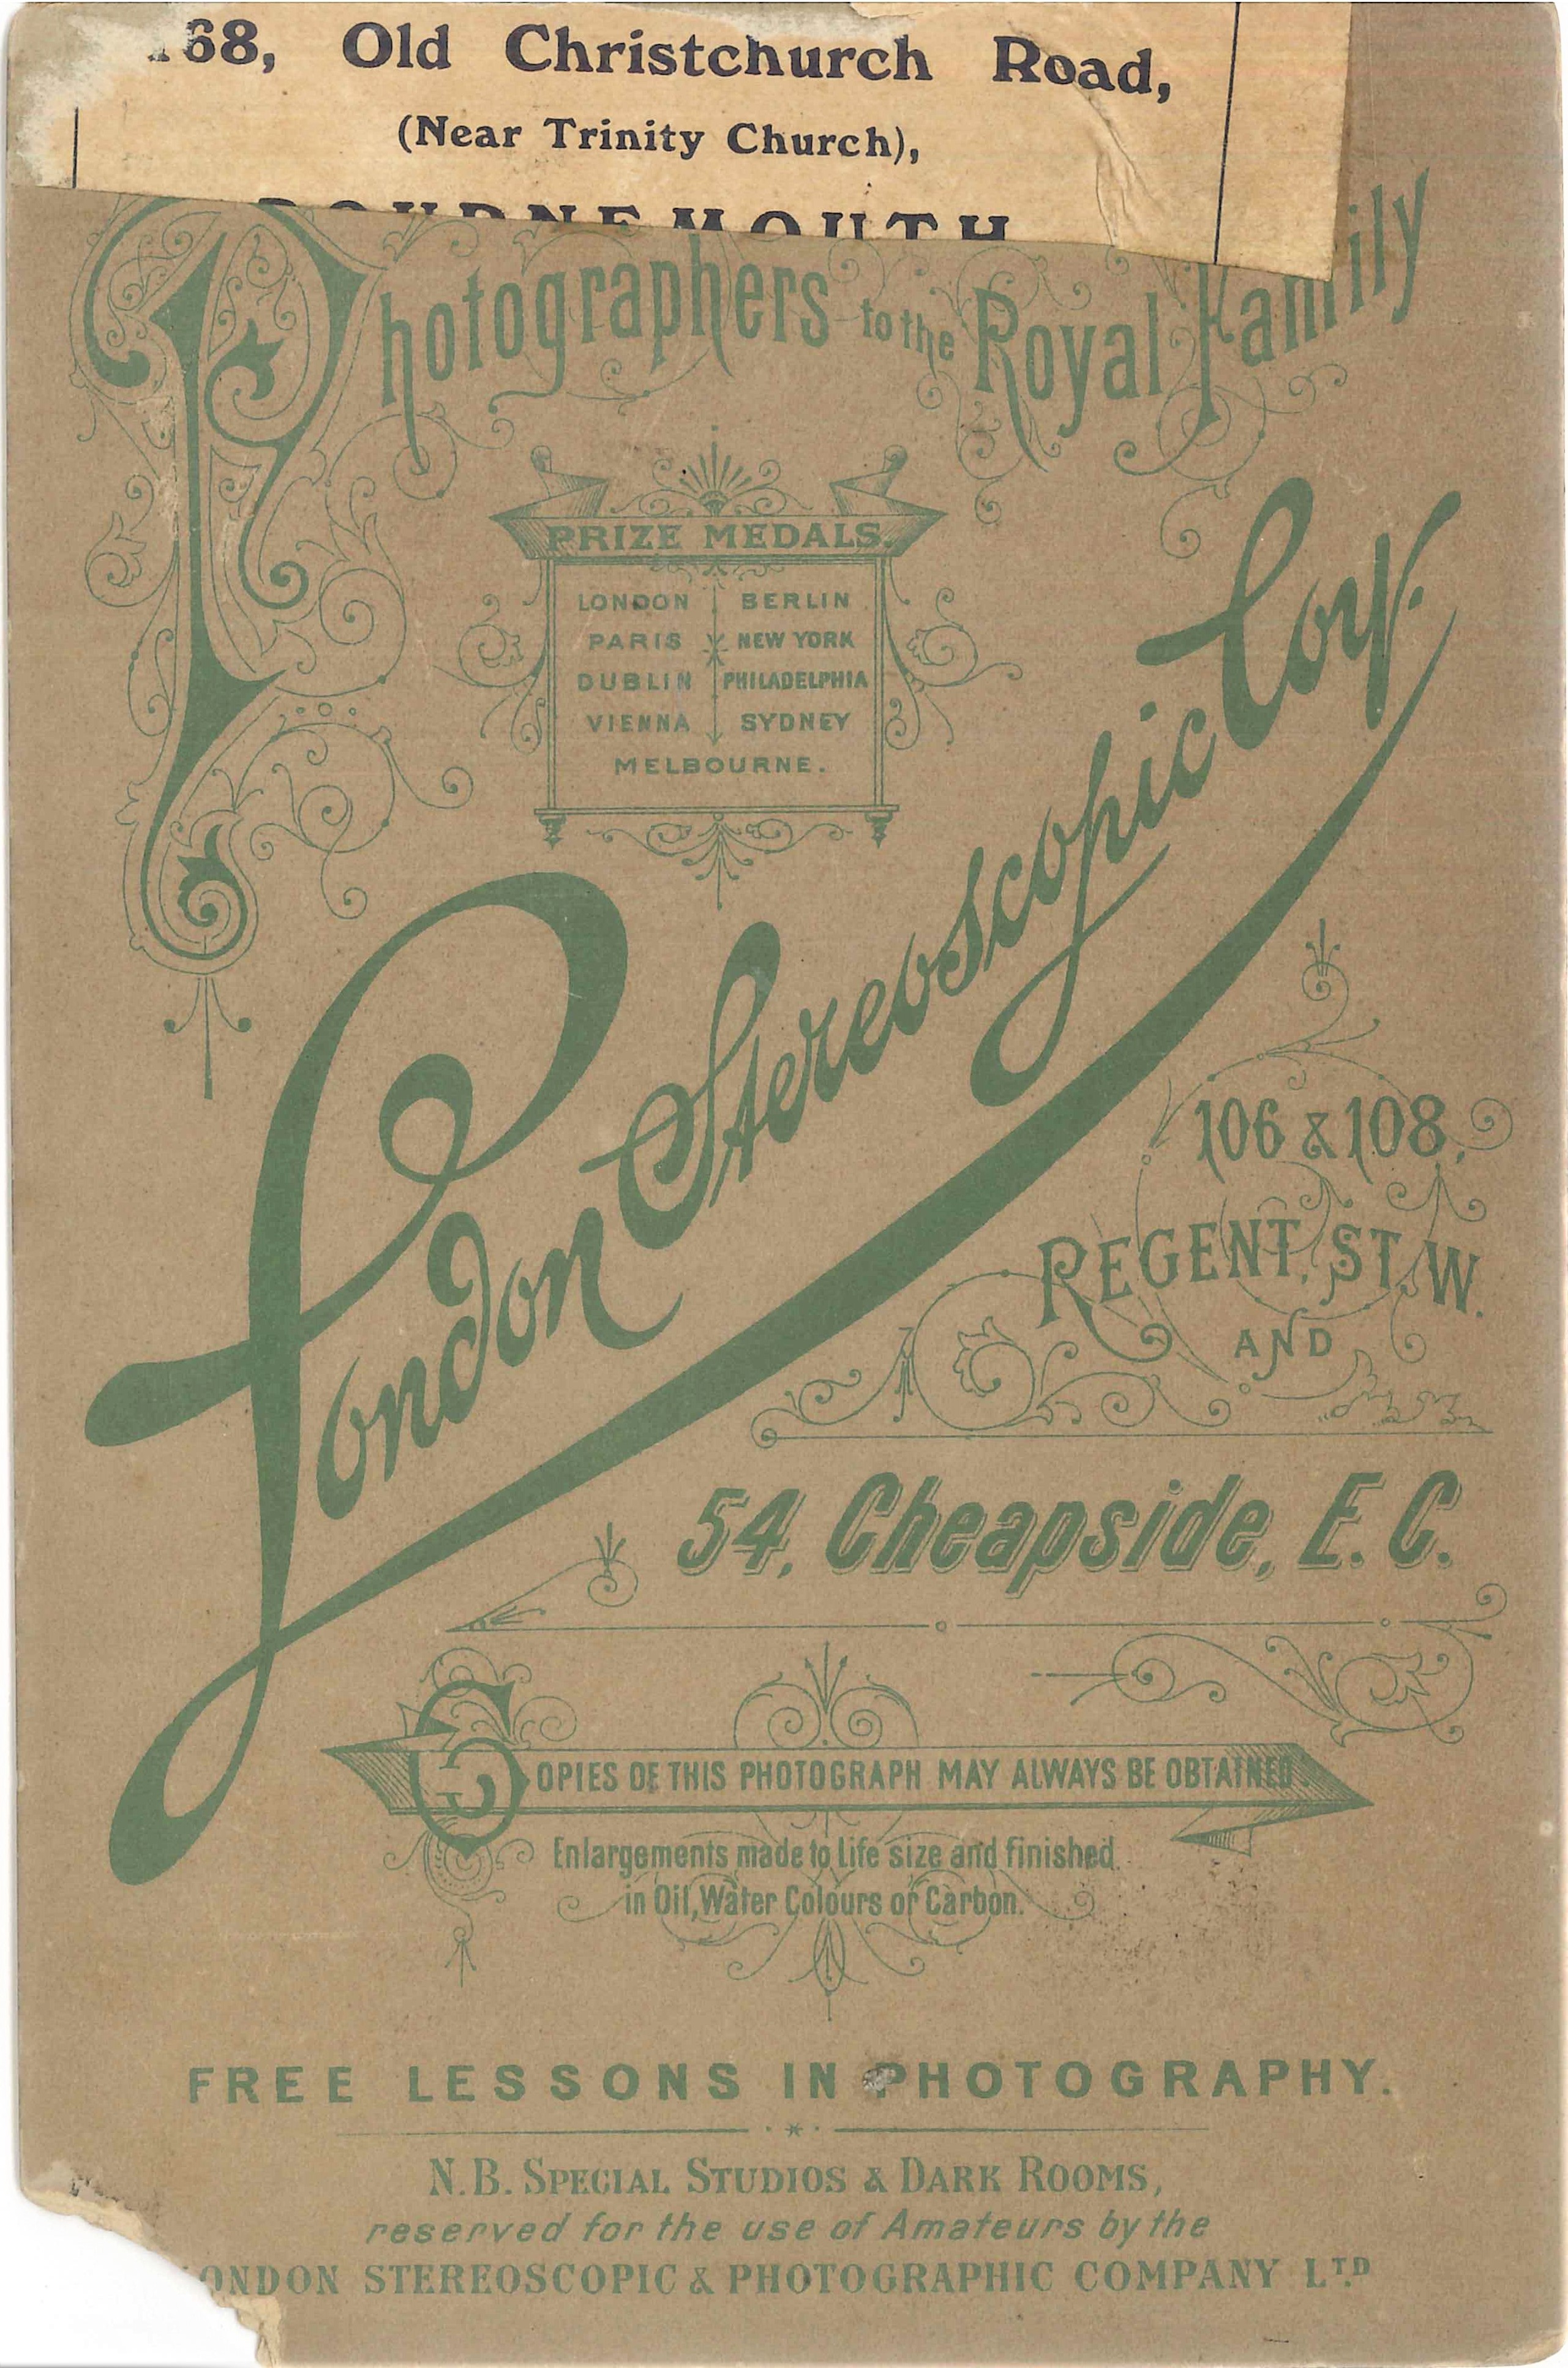 168, Old Christchurch Road,
(Near Trinity Church),
BOURNEMOUTH
Photographers to the Royal Family
PRIZE MEDALS.
LONDON BERLIN
PARIS NEW YORK
DUBLIN PHILADELPHIA
VIENNA SYDNEY
MELBOURNE.
London Stereoscopic Coy.
106 & 108,
REGENT. ST. W.
AND
54, Cheapside, E.C.
COPIES OF THIS PHOTOGRAPH MAY ALWAYS BE OBTAINED.
Enlargements made to Life size and finished
in Oil, Water Colours or Carbon.
FREE LESSONS IN PHOTOGRAPHY.
N.B. SPECIAL STUDIOS & DARK ROOMS,
reserved for the use of Amateurs by the
LONDON STEREOSCOPIC & PHOTOGRAPHIC COMPANY LTD